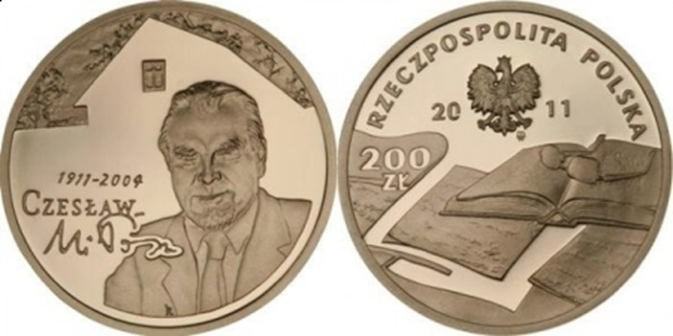 1911-2004
CZESŁAW
RZECZPOSPOLITA POLSKA
20 11
200
ZŁ